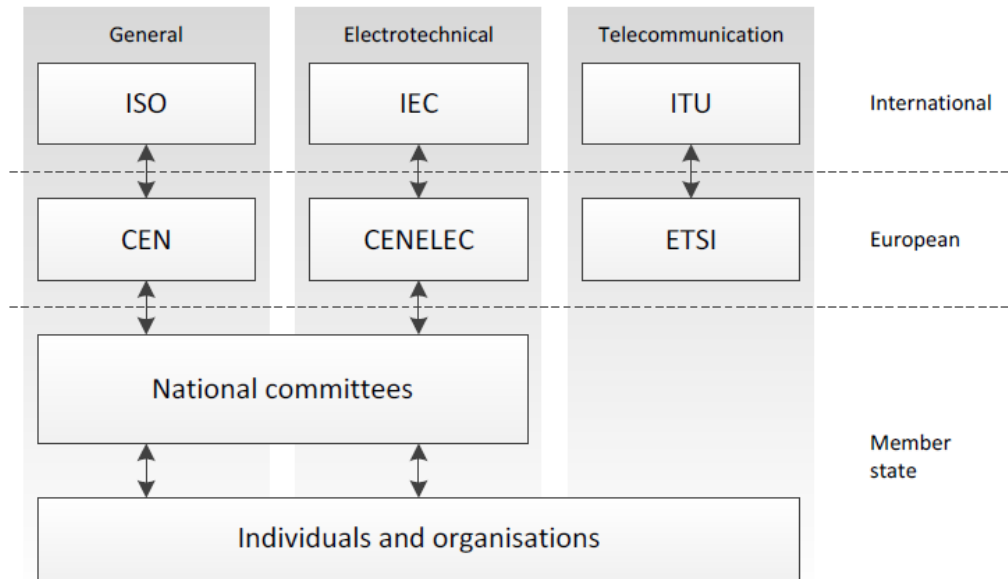 General
Electrotechnical
Telecommunication
ISO
IEC
ITU
International
CEN
CENELEC
ETSI
European
National committees
Member
state
Individuals and organisations